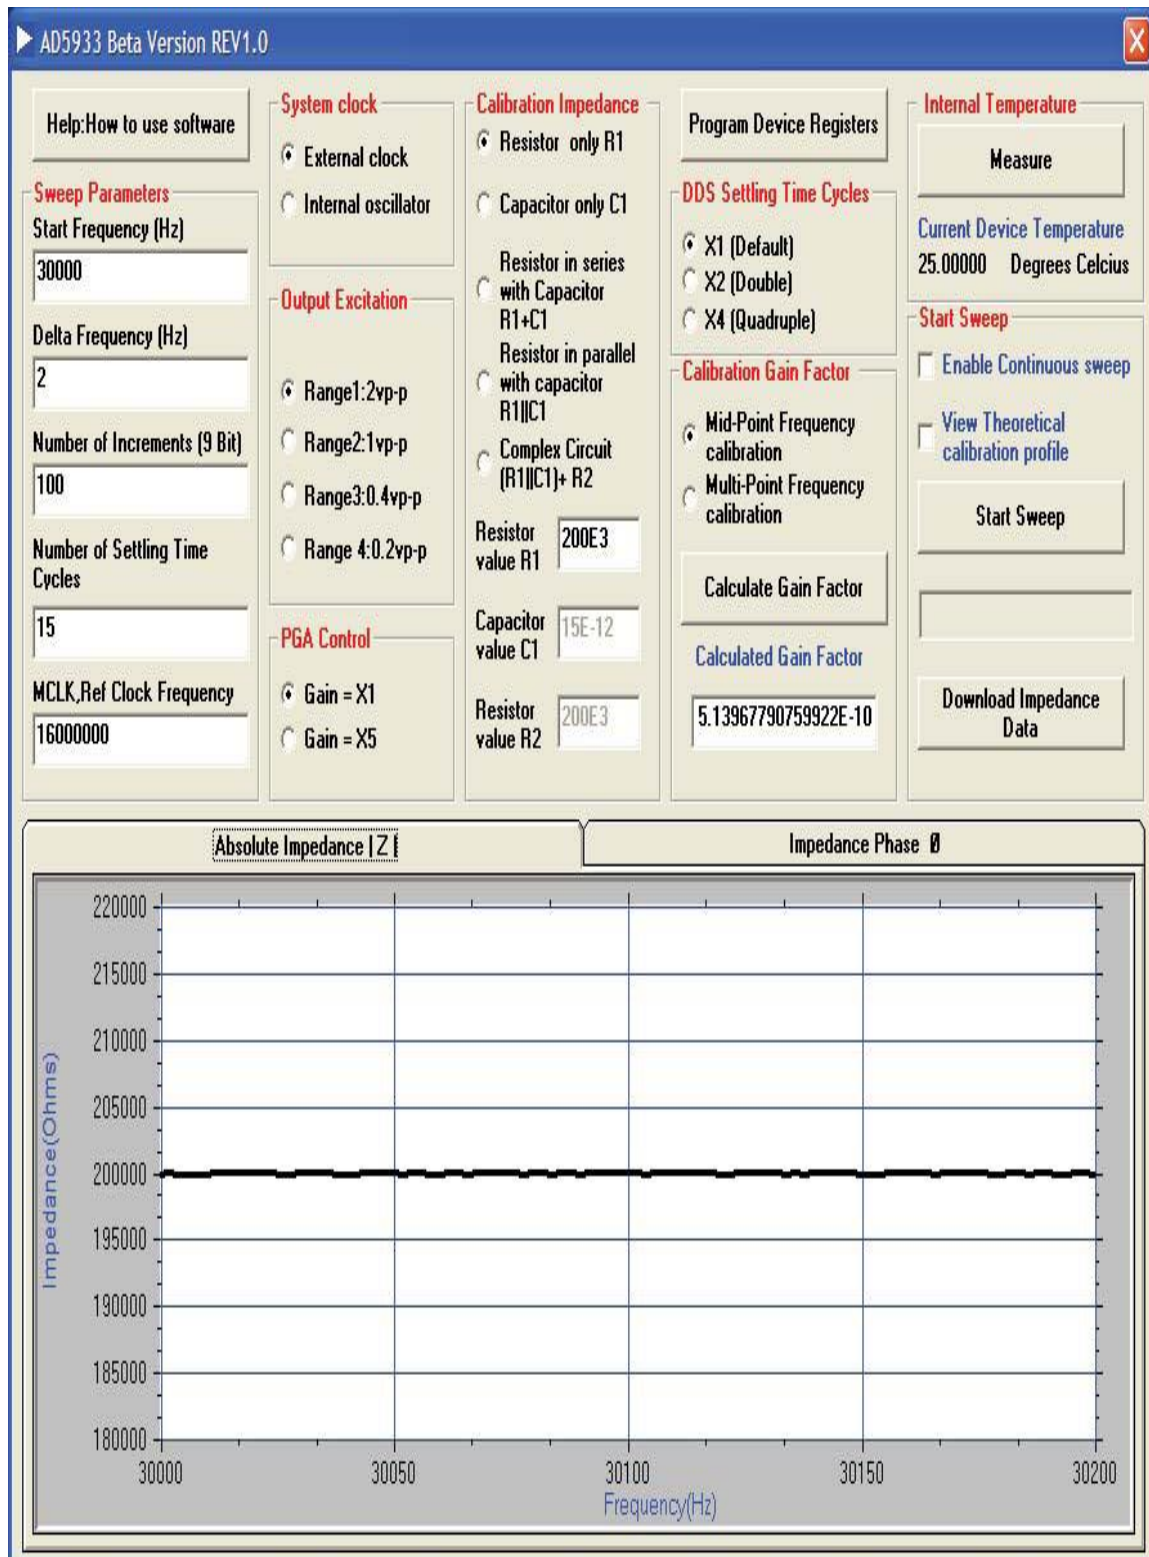 AD5933 Beta Version REV1.0
Help:How to use software
Sweep Parameters
Start Frequency (Hz)
30000
Delta Frequency (Hz)
2
Number of Increments (9 Bit)
100
Number of Settling Time
Cycles
15
MCLK,Ref Clock Frequency
16000000
System clock
External clock
Internal oscillator
Output Excitation
Range1:2vp-p
Range2:1vp-p
Range3:0.4vp-p
Range 4:0.2vp-p
PGA Control
Gain = X1
Gain = X5
Calibration Impedance
Resistor only R1
Capacitor only C1
Resistor in series
with Capacitor
R1+C1
Resistor in parallel
with capacitor
R1||C1
Complex Circuit
(R1||C1)+ R2
Resistor
value R1
200E3
Capacitor
value C1
15E-12
Resistor
value R2
200E3
Program Device Registers
DDS Settling Time Cycles
X1 (Default)
X2 (Double)
X4 (Quadruple)
Calibration Gain Factor
Mid-Point Frequency
calibration
Multi-Point Frequency
calibration
Calculate Gain Factor
Calculated Gain Factor
5.13967790759922E-10
Internal Temperature
Measure
Current Device Temperature
25.00000 Degrees Celcius
Start Sweep
Enable Continuous sweep
View Theoretical
calibration profile
Start Sweep
Download Impedance
Data
Absolute Impedance |Z|
Impedance Phase Ø
Impedance(Ohms)
220000
215000
210000
205000
200000
195000
190000
185000
180000
30000
30050
30100
30150
30200
Frequency(Hz)